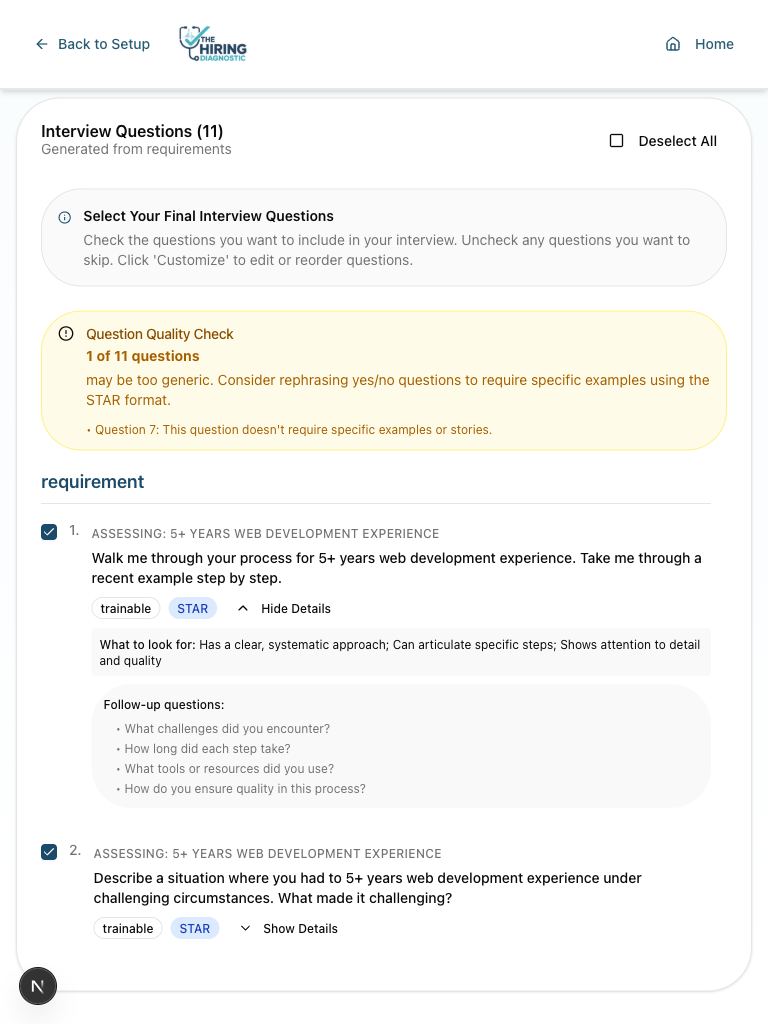 Back to Setup
THE
HIRING
DIAGNOSTIC
Home
Interview Questions (11)
Generated from requirements
Deselect All
Select Your Final Interview Questions
Check the questions you want to include in your interview. Uncheck any questions you want to
skip. Click 'Customize' to edit or reorder questions.
Question Quality Check
1 of 11 questions
may be too generic. Consider rephrasing yes/no questions to require specific examples using the
STAR format.
• Question 7: This question doesn't require specific examples or stories.
requirement
1. ASSESSING: 5+ YEARS WEB DEVELOPMENT EXPERIENCE
Walk me through your process for 5+ years web development experience. Take me through a
recent example step by step.
trainable STAR Hide Details
What to look for: Has a clear, systematic approach; Can articulate specific steps; Shows attention to detail
and quality
Follow-up questions:
• What challenges did you encounter?
• How long did each step take?
• What tools or resources did you use?
• How do you ensure quality in this process?
2. ASSESSING: 5+ YEARS WEB DEVELOPMENT EXPERIENCE
Describe a situation where you had to 5+ years web development experience under
challenging circumstances. What made it challenging?
trainable STAR Show Details
N